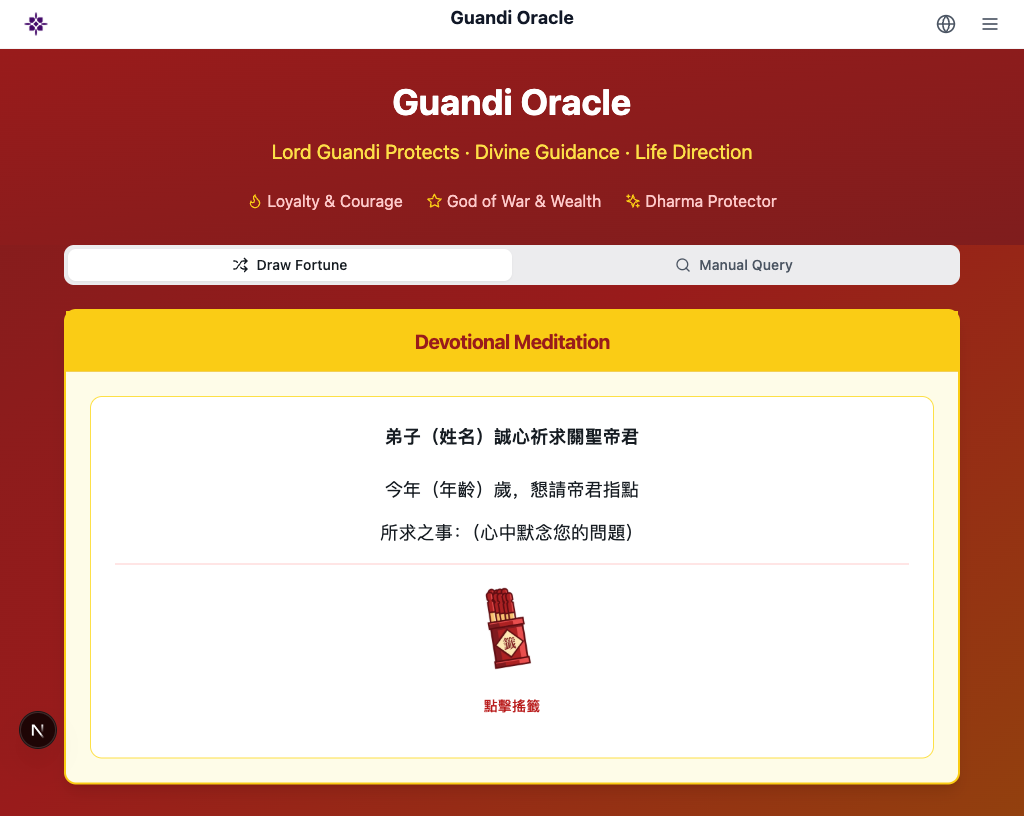 Guandi Oracle
Guandi Oracle
Lord Guandi Protects · Divine Guidance · Life Direction
Loyalty & Courage God of War & Wealth Dharma Protector
Draw Fortune Manual Query
Devotional Meditation
弟子（姓名）誠心祈求關聖帝君
今年（年齡）歲，懇請帝君指點
所求之事：（心中默念您的問題）
籤
點擊搖籤
N